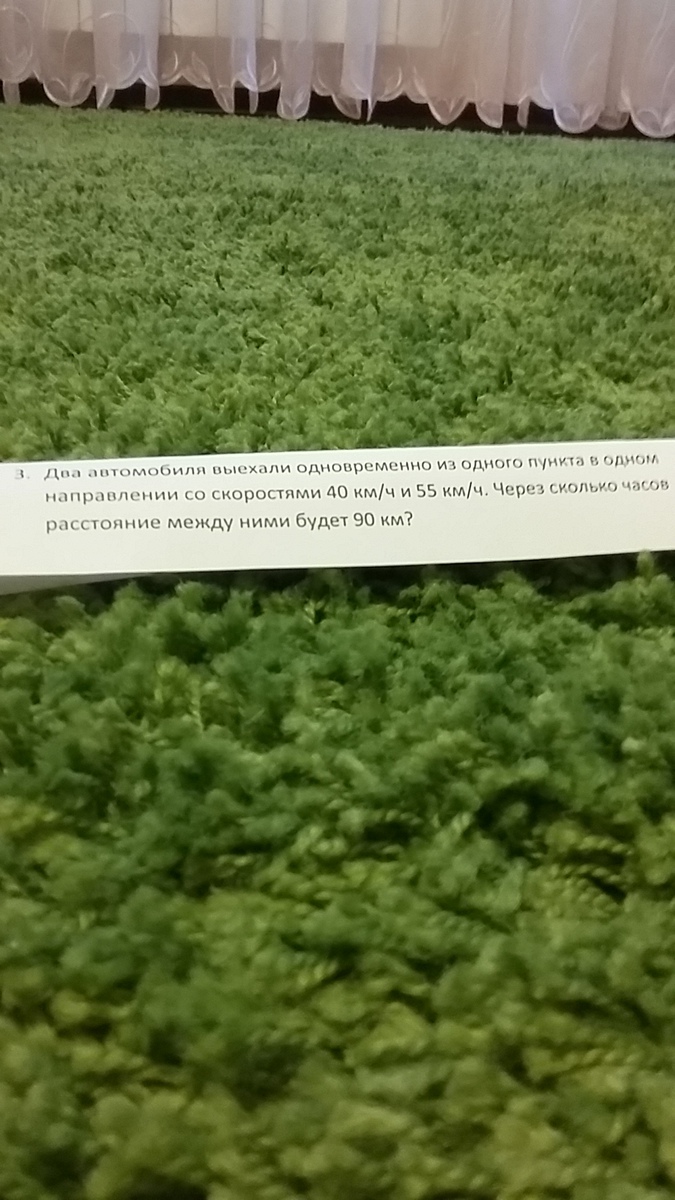 3. Два автомобиля выехали одновременно из одного пункта в одном
направлении со скоростями 40 км/ч и 55 км/ч. Через сколько часов
расстояние между ними будет 90 км?